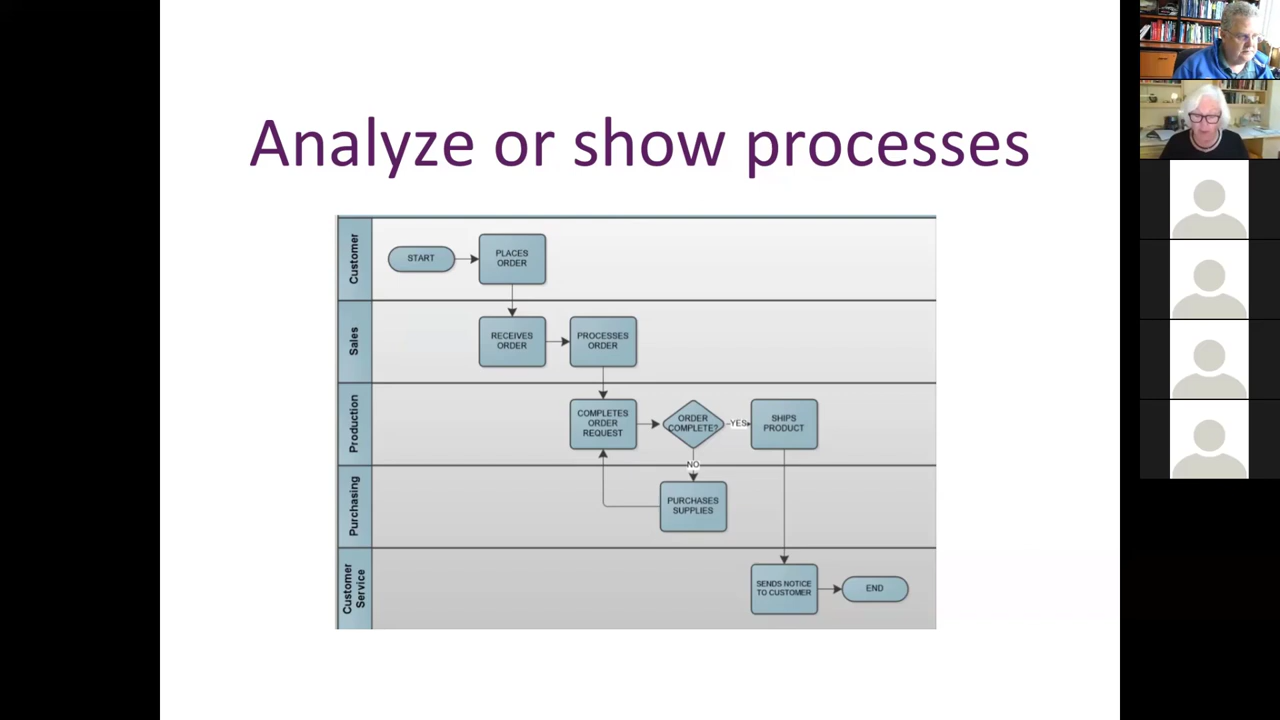 Analyze or show processes
Customer
START
PLACES
ORDER
Sales
RECEIVES
ORDER
PROCESSES
ORDER
Production
COMPLETES
ORDER
REQUEST
ORDER
COMPLETE?
YES
SHIPS
PRODUCT
NO
Purchasing
PURCHASES
SUPPLIES
Customer
Service
SENDS NOTICE
TO CUSTOMER
END